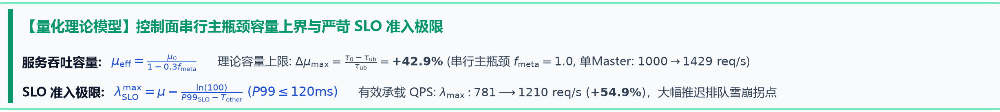 【量化理论模型】控制面串行主瓶颈容量上界与严苛 SLO 准入极限
服务吞吐容量: μ_eff = μ_0 / (1 − 0.3f_meta) 理论容量上限: Δμ_max = (τ_0 − τ_ub) / τ_ub = +42.9% (串行主瓶颈 f_meta = 1.0, 单Master: 1000 → 1429 req/s)
SLO 准入极限: λ_SLO^max = μ − ln(100) / (P99_SLO − T_other) (P99 ≤ 120ms) 有效承载 QPS: λ_max : 781 ⟶ 1210 req/s (+54.9%)，大幅推迟排队雪崩拐点